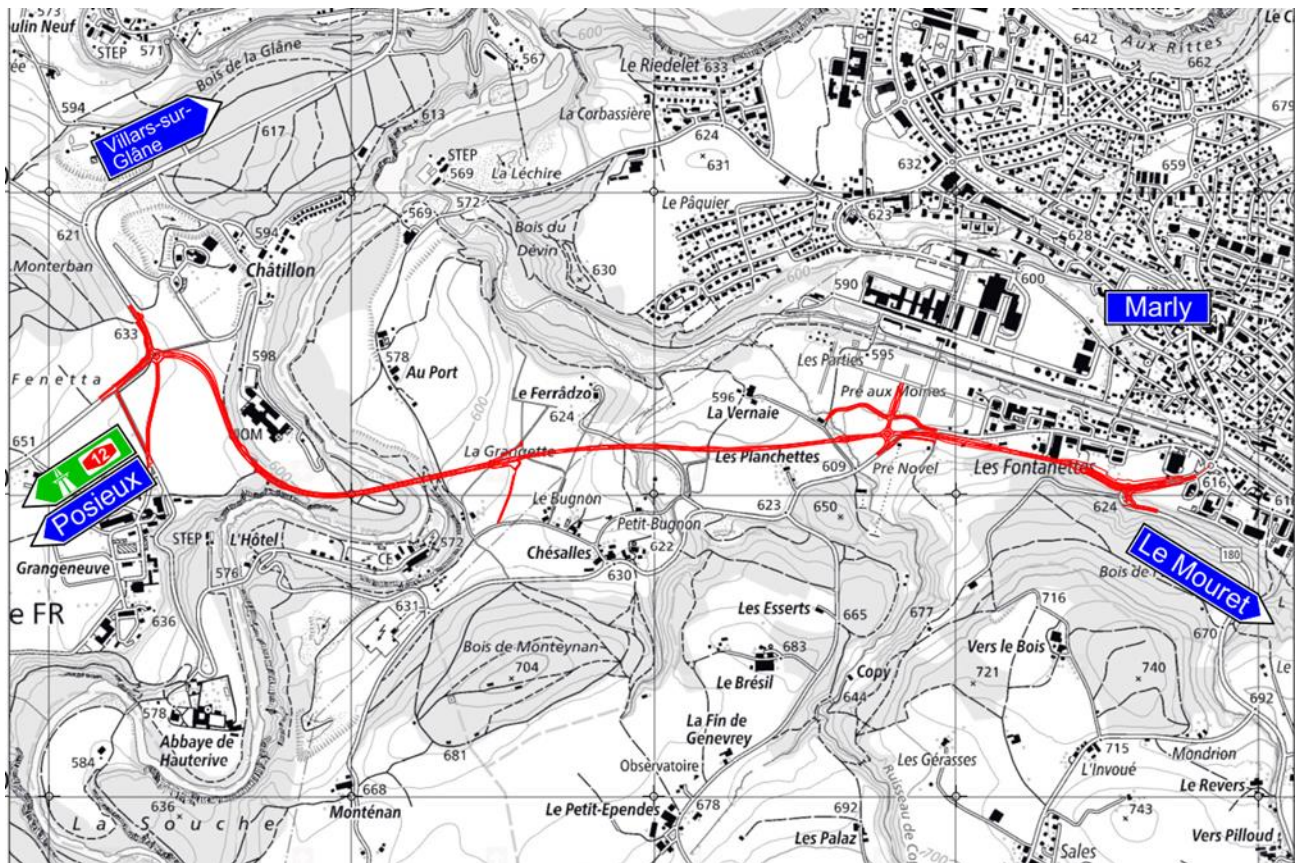 573
ulin Neuf
STEP
571
Bois de la Glâne
567
600
Le Riedelet
633
642
Aux Rittes
662
Le C
594
Villars-sur-
Glâne
617
613
La Corbassière
624
631
679
STEP
569
La Léchire
632
659
569
572
Le Pâquier
623
621
594
Bois du
Dévin
628
Monterban
Châtillon
630
600
600
590
633
598
578
Au Port
Les Parties
595
Marly
Fenetta
600
Le Ferrâdzo
624
596
La Vernaie
Pré aux Moines
651
12
Posieux
UIOM
600
La Grangette
Les Planchettes
609
Pré Novel
Les Fontanettes
616
STEP
L'Hôtel
572
CE
Le Bugnon
Petit-Bugnon
623
650
624
Grangeneuve
576
Chésalles
622
630
180
Le Mouret
e FR
636
631
Les Esserts
665
677
716
670
Bois de Monteynan
704
683
Vers le Bois
Le Brésil
Copy
721
740
578
Abbaye de
Hauterive
644
692
584
681
La Fin de
Genevrey
Les Gérasses
715
Mondrion
L'Invoué
636
La Souche
668
Monténan
Observatoire
Le Petit-Ependes
678
692
Les Palaz
743
Le Revers
Sales
Vers Pilloud
700